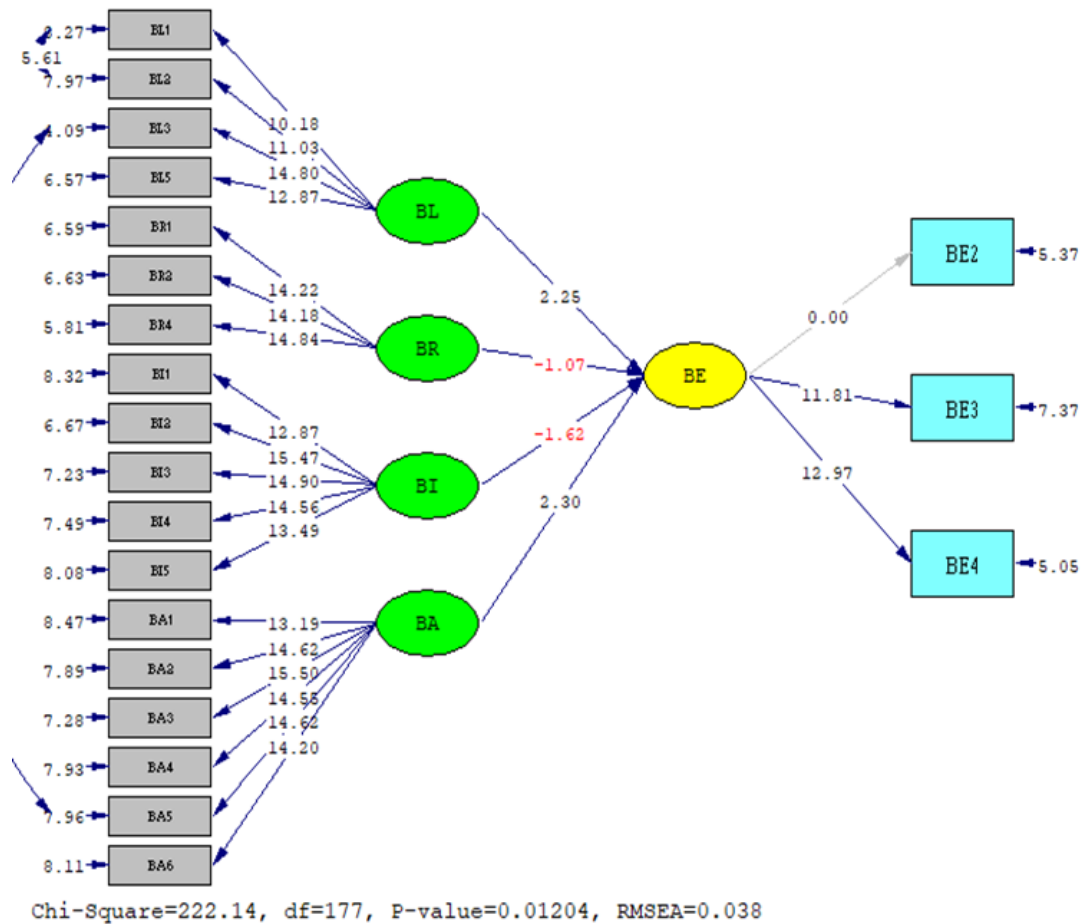 BL1
5.61
7.97 BL2
BL3
6.57 BL5
6.59 BR1
6.63 BR2
5.81 BR4
8.32 BI1
6.67 BI2
7.23 BI3
7.49 BI4
8.08 BI5
8.47 BA1
7.89 BA2
7.28 BA3
7.93 BA4
7.96 BA5
8.11 BA6
10.18
11.03
14.80
12.87
14.22
14.18
14.84
12.87
15.47
14.90
14.56
13.49
13.19
14.62
15.50
14.55
14.62
14.20
BL
BR
BI
BA
2.25
-1.07
-1.62
2.30
BE
0.00
11.81
12.97
BE2 5.37
BE3 7.37
BE4 5.05
Chi-Square=222.14, df=177, P-value=0.01204, RMSEA=0.038